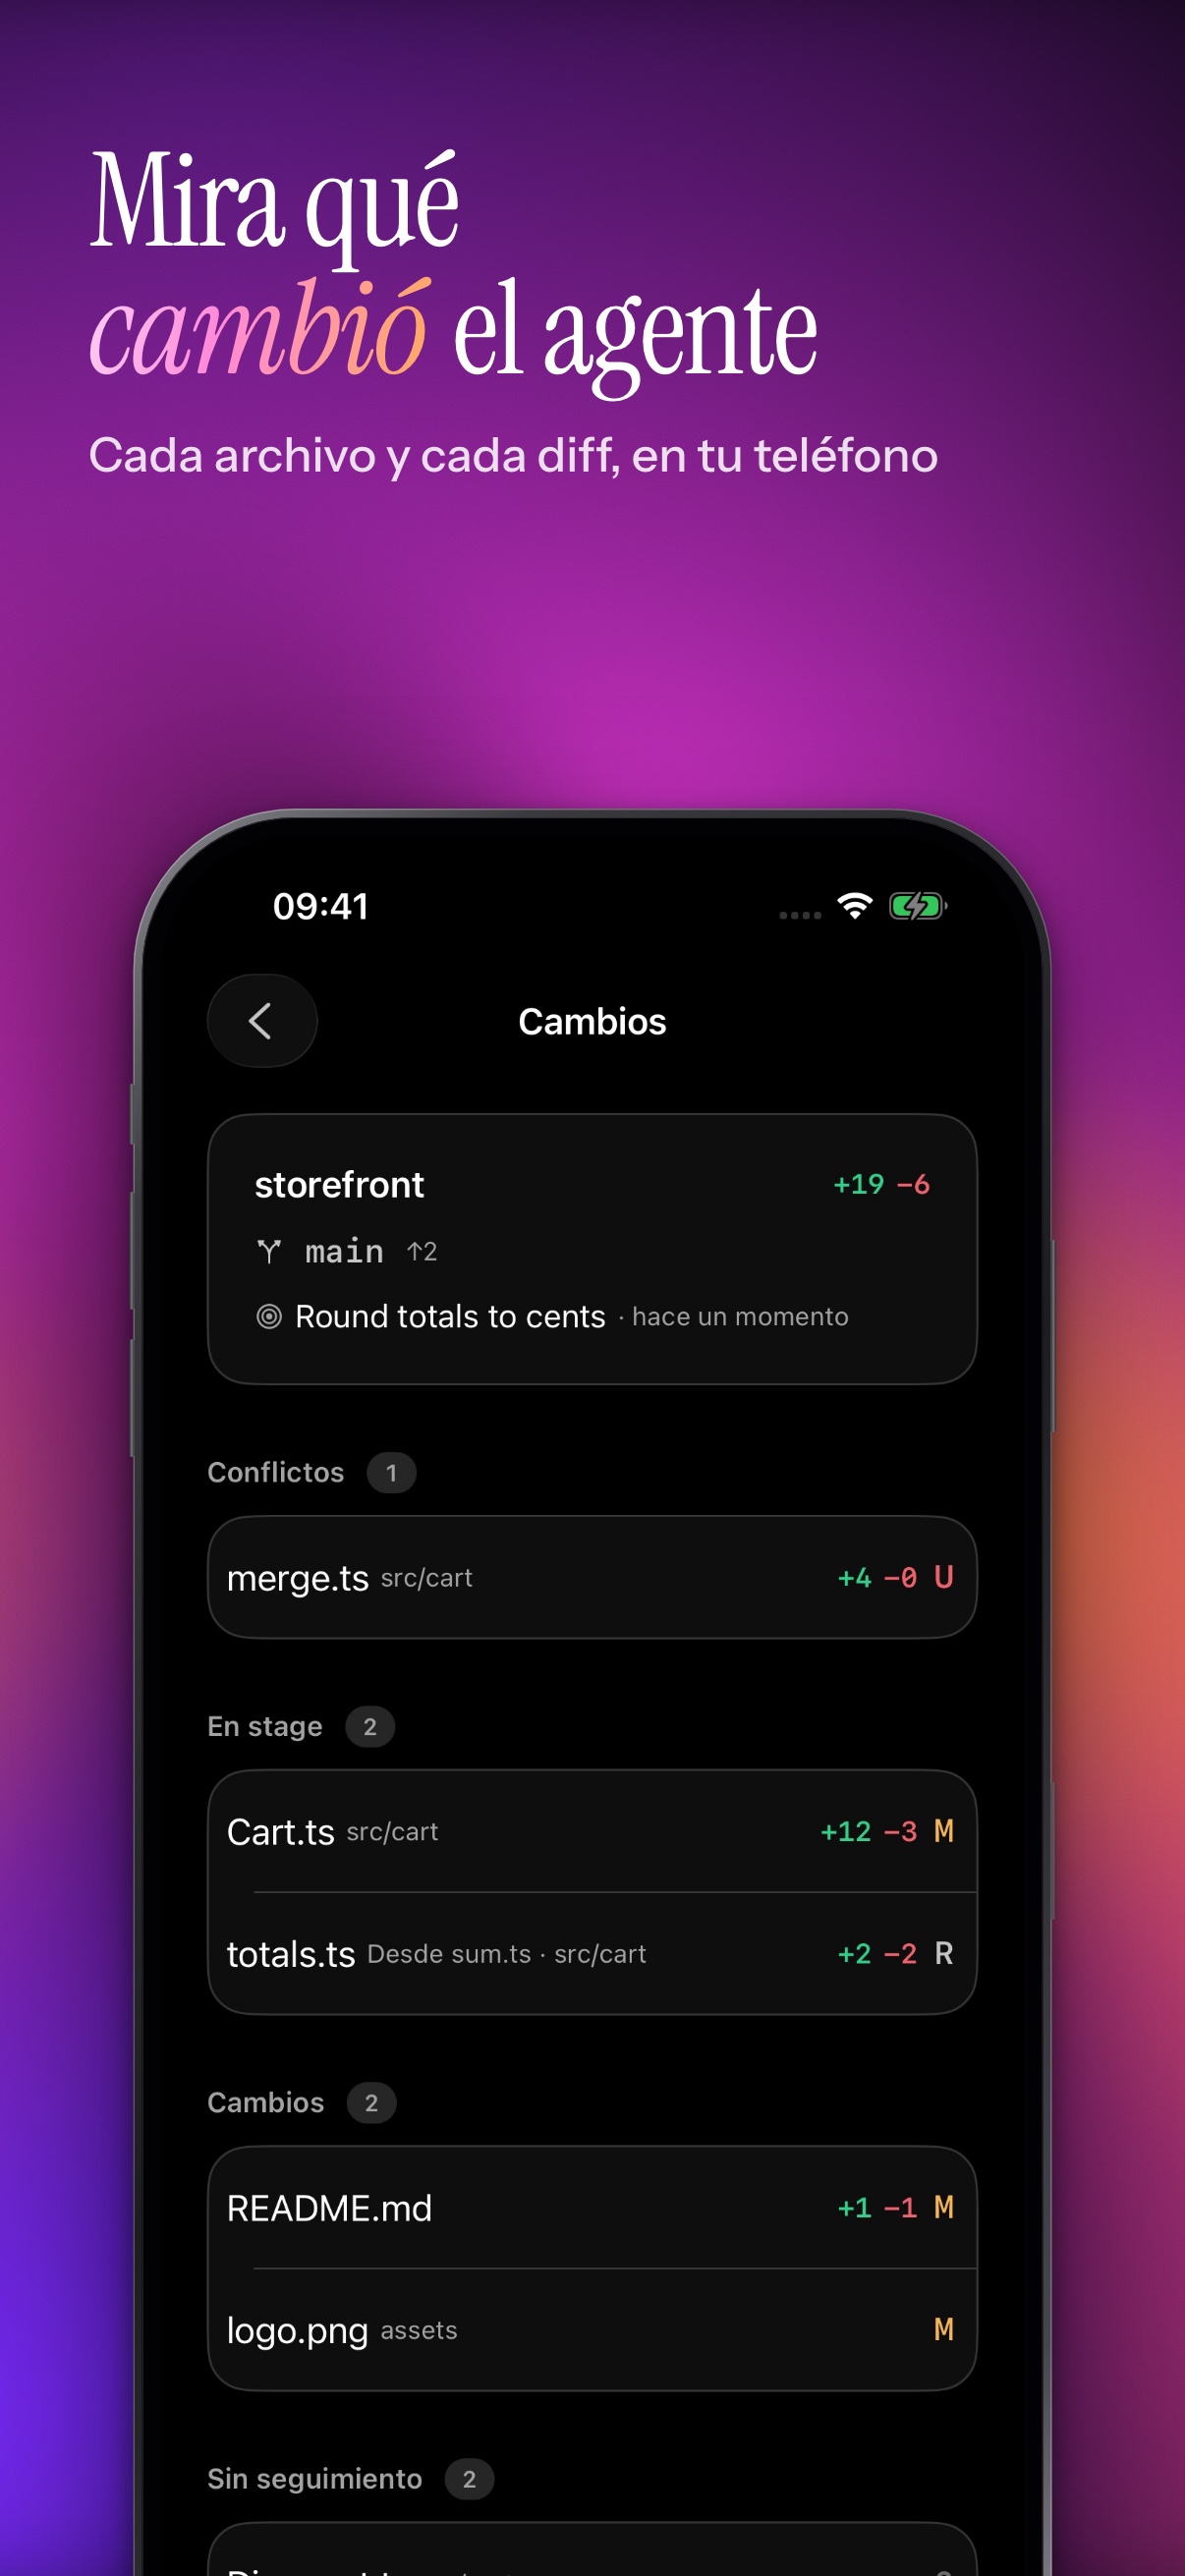 Mira qué
cambió el agente
Cada archivo y cada diff, en tu teléfono
09:41
Cambios
storefront +19 −6
main ↑2
Round totals to cents · hace un momento
Conflictos 1
merge.ts src/cart +4 −0 U
En stage 2
Cart.ts src/cart +12 −3 M
totals.ts Desde sum.ts · src/cart +2 −2 R
Cambios 2
README.md +1 −1 M
logo.png assets M
Sin seguimiento 2